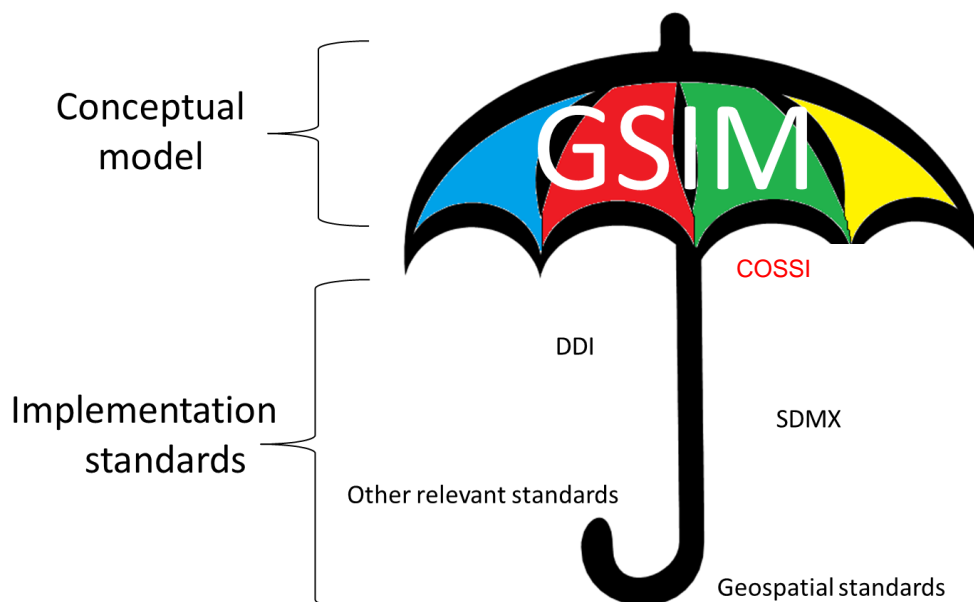 Conceptual
model
GSIM
COSSI
DDI
Implementation
standards
SDMX
Other relevant standards
Geospatial standards